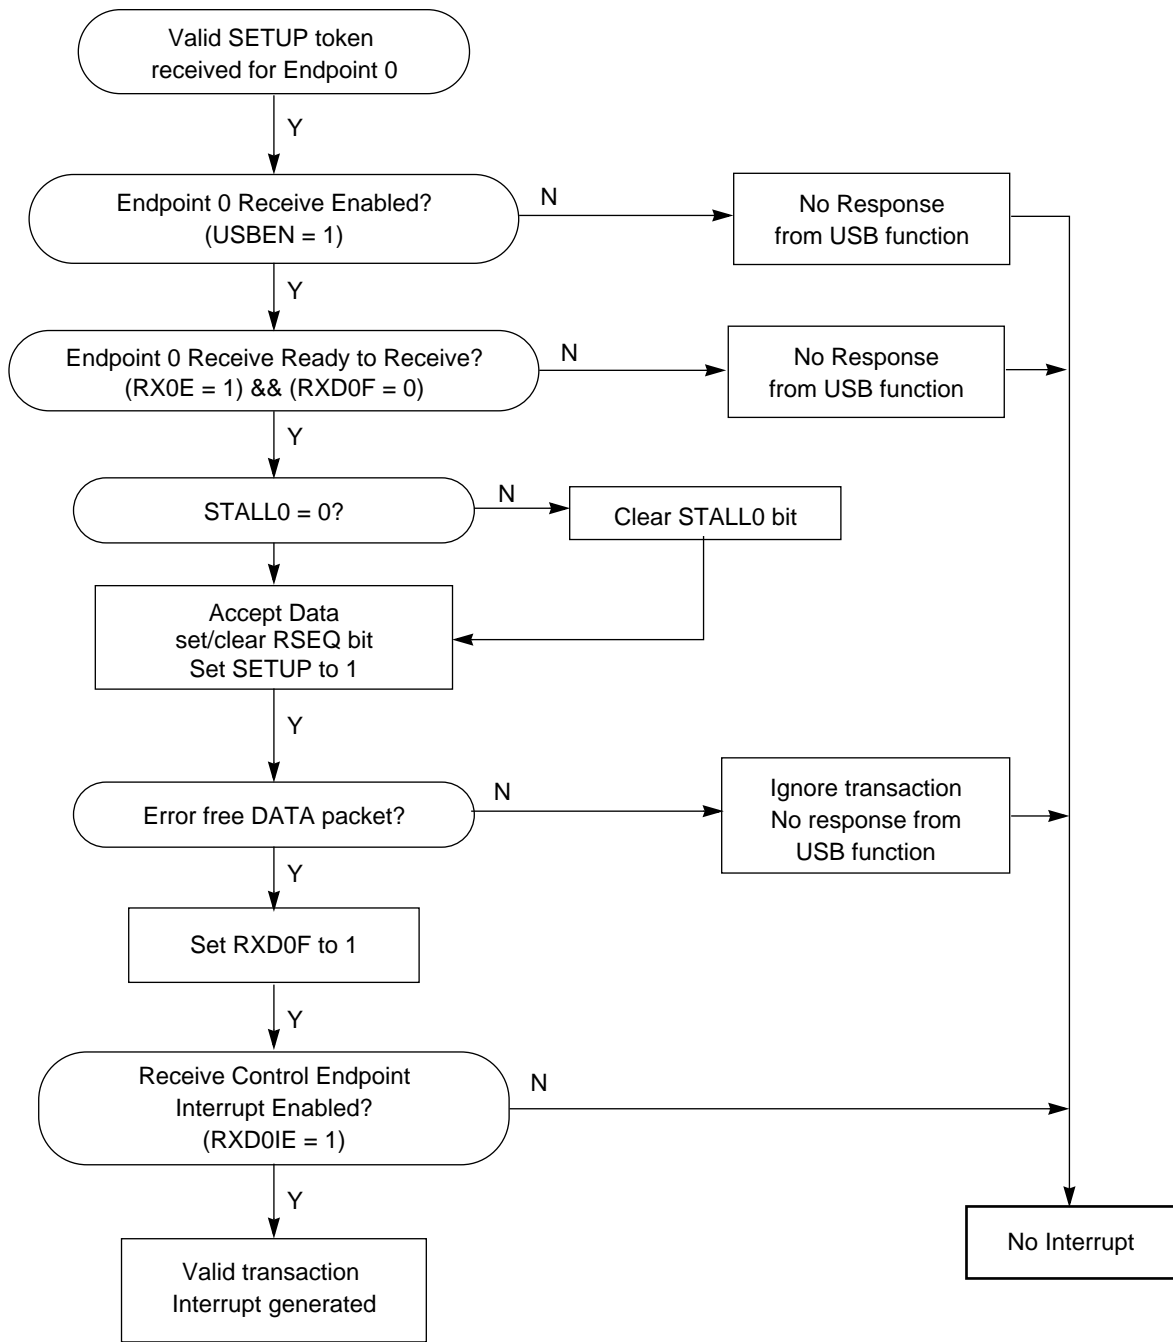 Valid SETUP token
received for Endpoint 0
Y
Endpoint 0 Receive Enabled?
(USBEN = 1)
N
No Response
from USB function
Y
Endpoint 0 Receive Ready to Receive?
(RX0E = 1) && (RXD0F = 0)
N
No Response
from USB function
Y
STALL0 = 0?
N
Clear STALL0 bit
Accept Data
set/clear RSEQ bit
Set SETUP to 1
Y
Error free DATA packet?
N
Ignore transaction
No response from
USB function
Y
Set RXD0F to 1
Y
Receive Control Endpoint
Interrupt Enabled?
(RXD0IE = 1)
N
Y
No Interrupt
Valid transaction
Interrupt generated